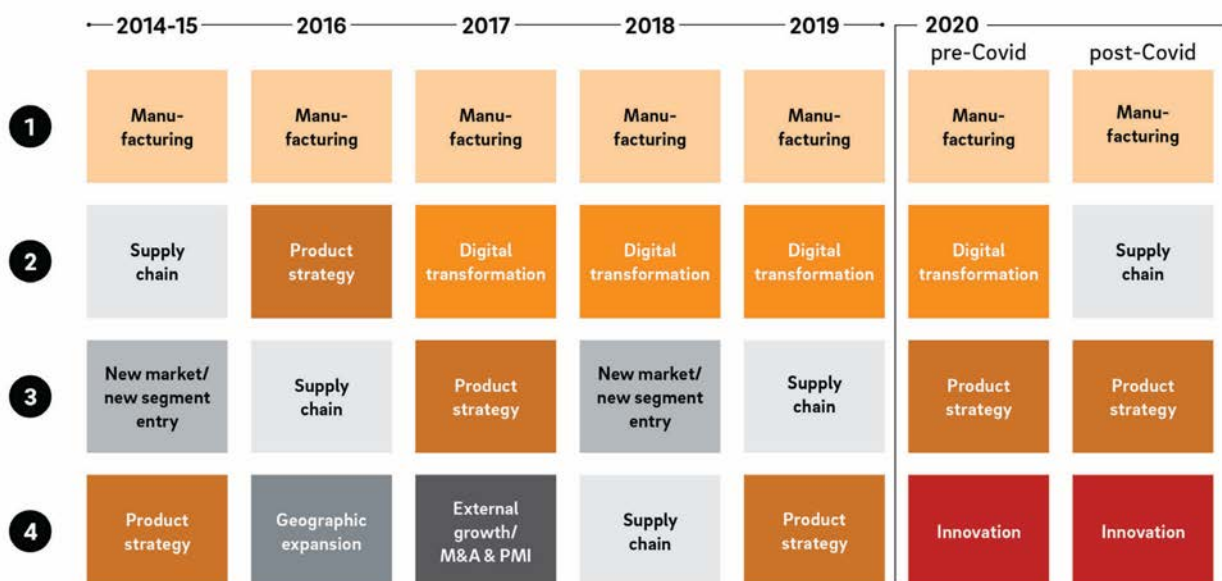 2014-15 2016 2017 2018 2019 2020
pre-Covid post-Covid
1
Manu-
facturing
Manu-
facturing
Manu-
facturing
Manu-
facturing
Manu-
facturing
Manu-
facturing
Manu-
facturing
2
Supply
chain
Product
strategy
Digital
transformation
Digital
transformation
Digital
transformation
Digital
transformation
Supply
chain
3
New market/
new segment
entry
Supply
chain
Product
strategy
New market/
new segment
entry
Supply
chain
Product
strategy
Product
strategy
4
Product
strategy
Geographic
expansion
External
growth/
M&A & PMI
Supply
chain
Product
strategy
Innovation
Innovation